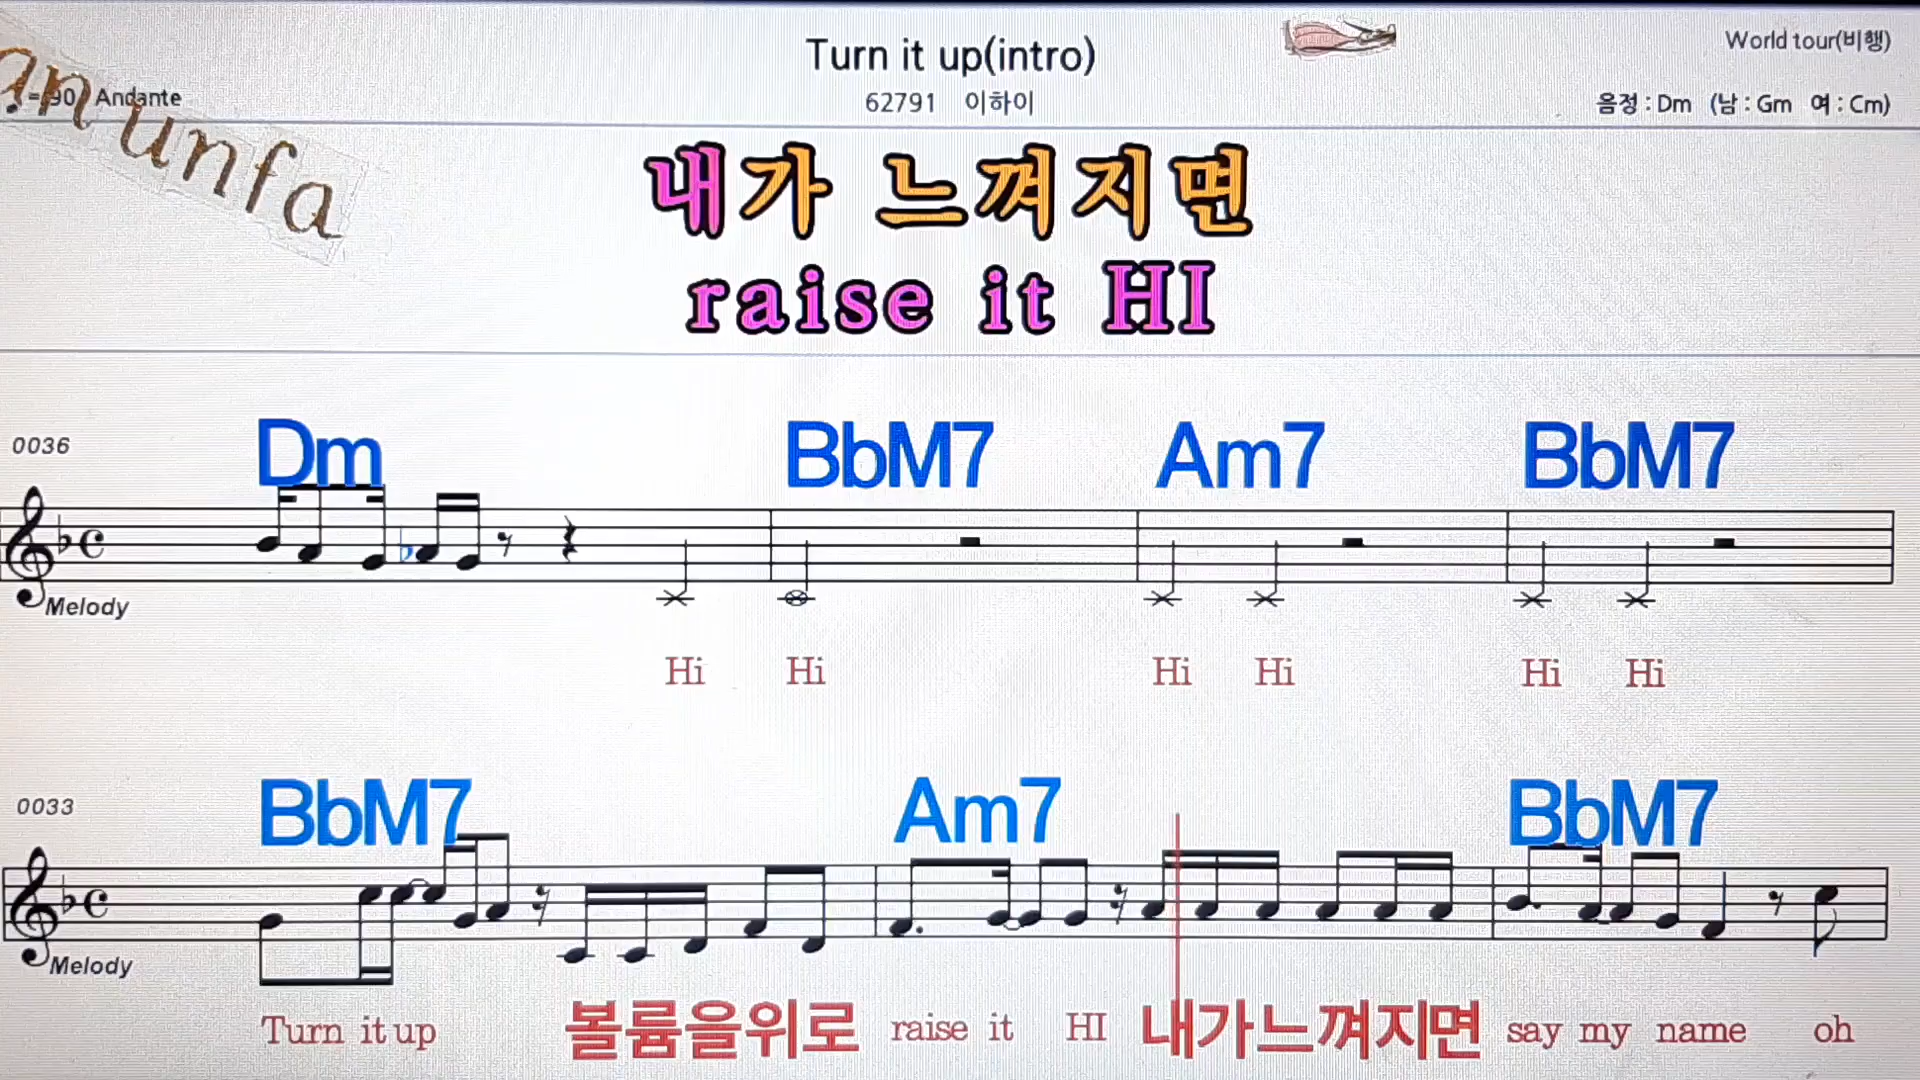 Turn it up(intro)
World tour(비행)
an unfa
=90 Andante
62791 이하이
음정 : Dm (남 : Gm 여 : Cm)
내가 느껴지면
raise it HI
0036
Dm BbM7 Am7 BbM7
Melody
Hi Hi Hi Hi Hi Hi
0033
BbM7 Am7 BbM7
Melody
Turn it up 볼륨을위로 raise it HI 내가느껴지면 say my name oh